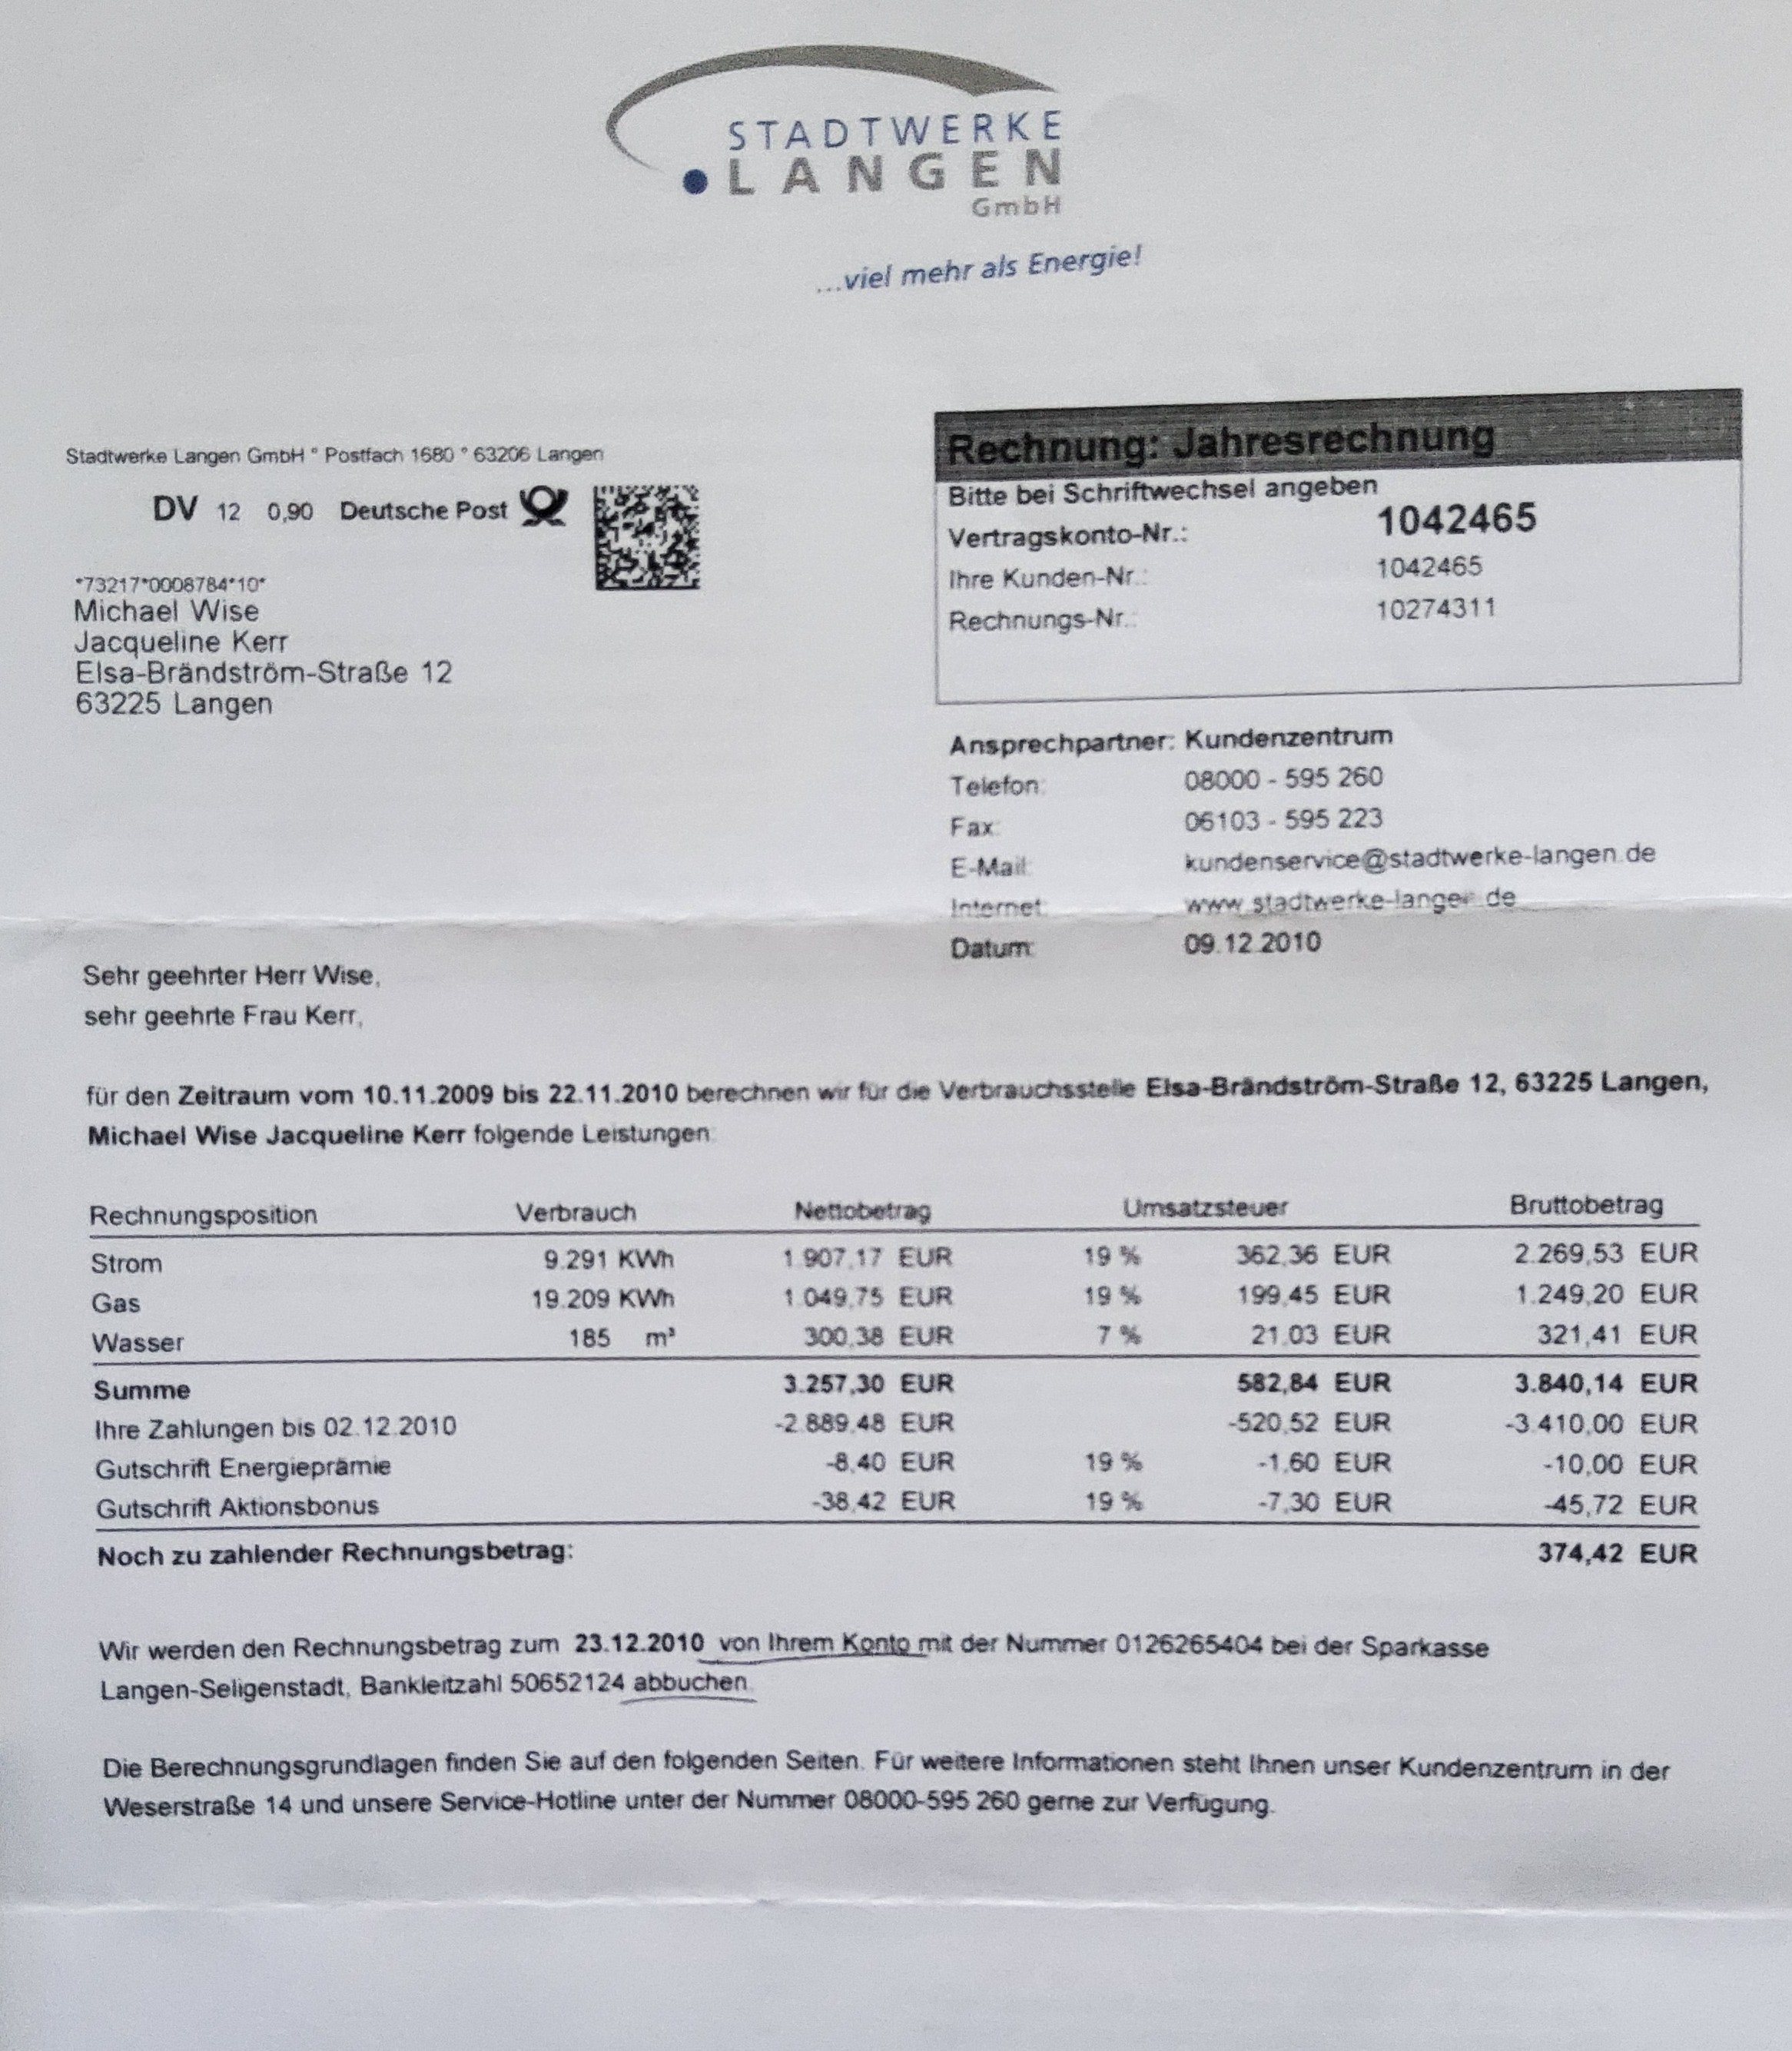 STADTWERKE
LANGEN
GmbH
...viel mehr als Energie!
Stadtwerke Langen GmbH ° Postfach 1680 ° 63206 Langen
DV 12 0,90 Deutsche Post
*73217*0008784*10*
Michael Wise
Jacqueline Kerr
Elsa-Brändström-Straße 12
63225 Langen
Rechnung: Jahresrechnung
Bitte bei Schriftwechsel angeben
Vertragskonto-Nr.: 1042465
Ihre Kunden-Nr.: 1042465
Rechnungs-Nr.: 10274311
Ansprechpartner: Kundenzentrum
Telefon: 08000 - 595 260
Fax: 06103 - 595 223
E-Mail: kundenservice@stadtwerke-langen.de
Internet: www.stadtwerke-langen.de
Datum: 09.12.2010
Sehr geehrter Herr Wise,
sehr geehrte Frau Kerr,
für den Zeitraum vom 10.11.2009 bis 22.11.2010 berechnen wir für die Verbrauchsstelle Elsa-Brändström-Straße 12, 63225 Langen,
Michael Wise Jacqueline Kerr folgende Leistungen:
Rechnungsposition Verbrauch Nettobetrag Umsatzsteuer Bruttobetrag
Strom 9.291 KWh 1.907,17 EUR 19 % 362,36 EUR 2.269,53 EUR
Gas 19.209 KWh 1.049,75 EUR 19 % 199,45 EUR 1.249,20 EUR
Wasser 185 m³ 300,38 EUR 7 % 21,03 EUR 321,41 EUR
Summe 3.257,30 EUR 582,84 EUR 3.840,14 EUR
Ihre Zahlungen bis 02.12.2010 -2.889,48 EUR -520,52 EUR -3.410,00 EUR
Gutschrift Energieprämie -8,40 EUR 19 % -1,60 EUR -10,00 EUR
Gutschrift Aktionsbonus -38,42 EUR 19 % -7,30 EUR -45,72 EUR
Noch zu zahlender Rechnungsbetrag: 374,42 EUR
Wir werden den Rechnungsbetrag zum 23.12.2010 von Ihrem Konto mit der Nummer 0126265404 bei der Sparkasse
Langen-Seligenstadt, Bankleitzahl 50652124 abbuchen.
Die Berechnungsgrundlagen finden Sie auf den folgenden Seiten. Für weitere Informationen steht Ihnen unser Kundenzentrum in der
Weserstraße 14 und unsere Service-Hotline unter der Nummer 08000-595 260 gerne zur Verfügung.